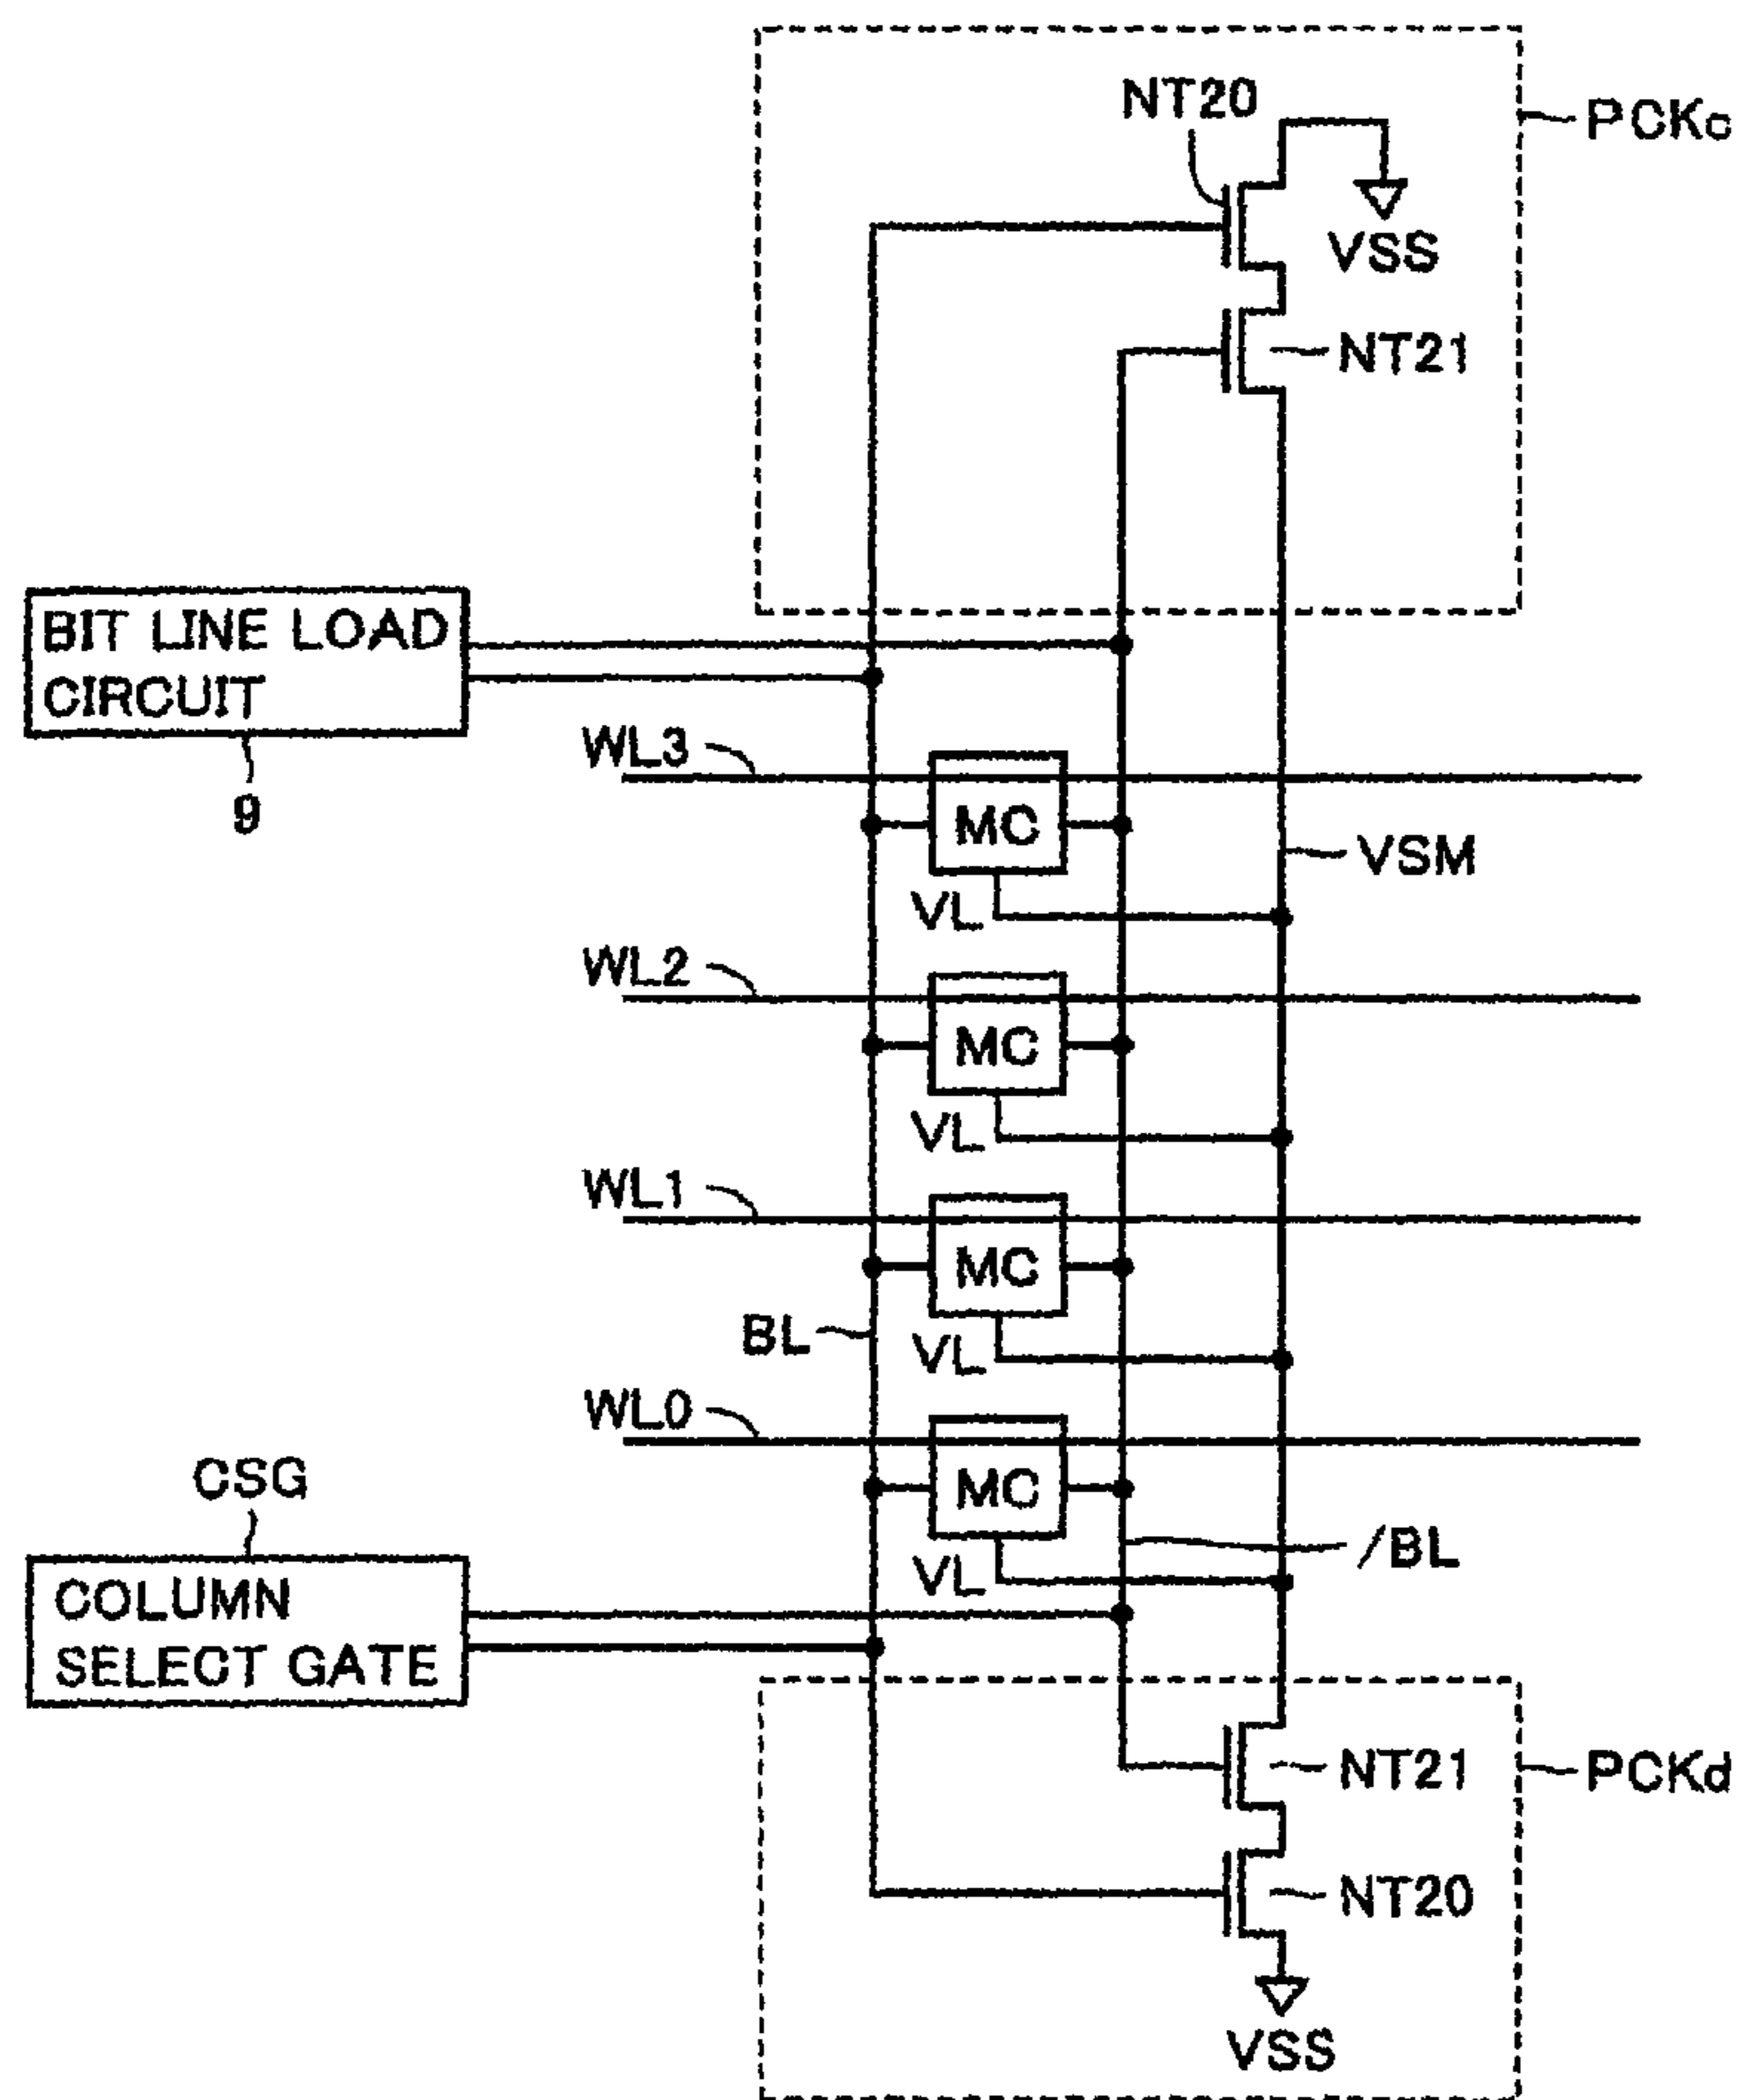 NT20
PCKc
VSS
NT21
BIT LINE LOAD
CIRCUIT
9
WL3
MC
VSM
VL
WL2
MC
VL
WL1
MC
BL
VL
WL0
MC
CSG
/BL
VL
COLUMN
SELECT GATE
NT21
PCKd
NT20
VSS